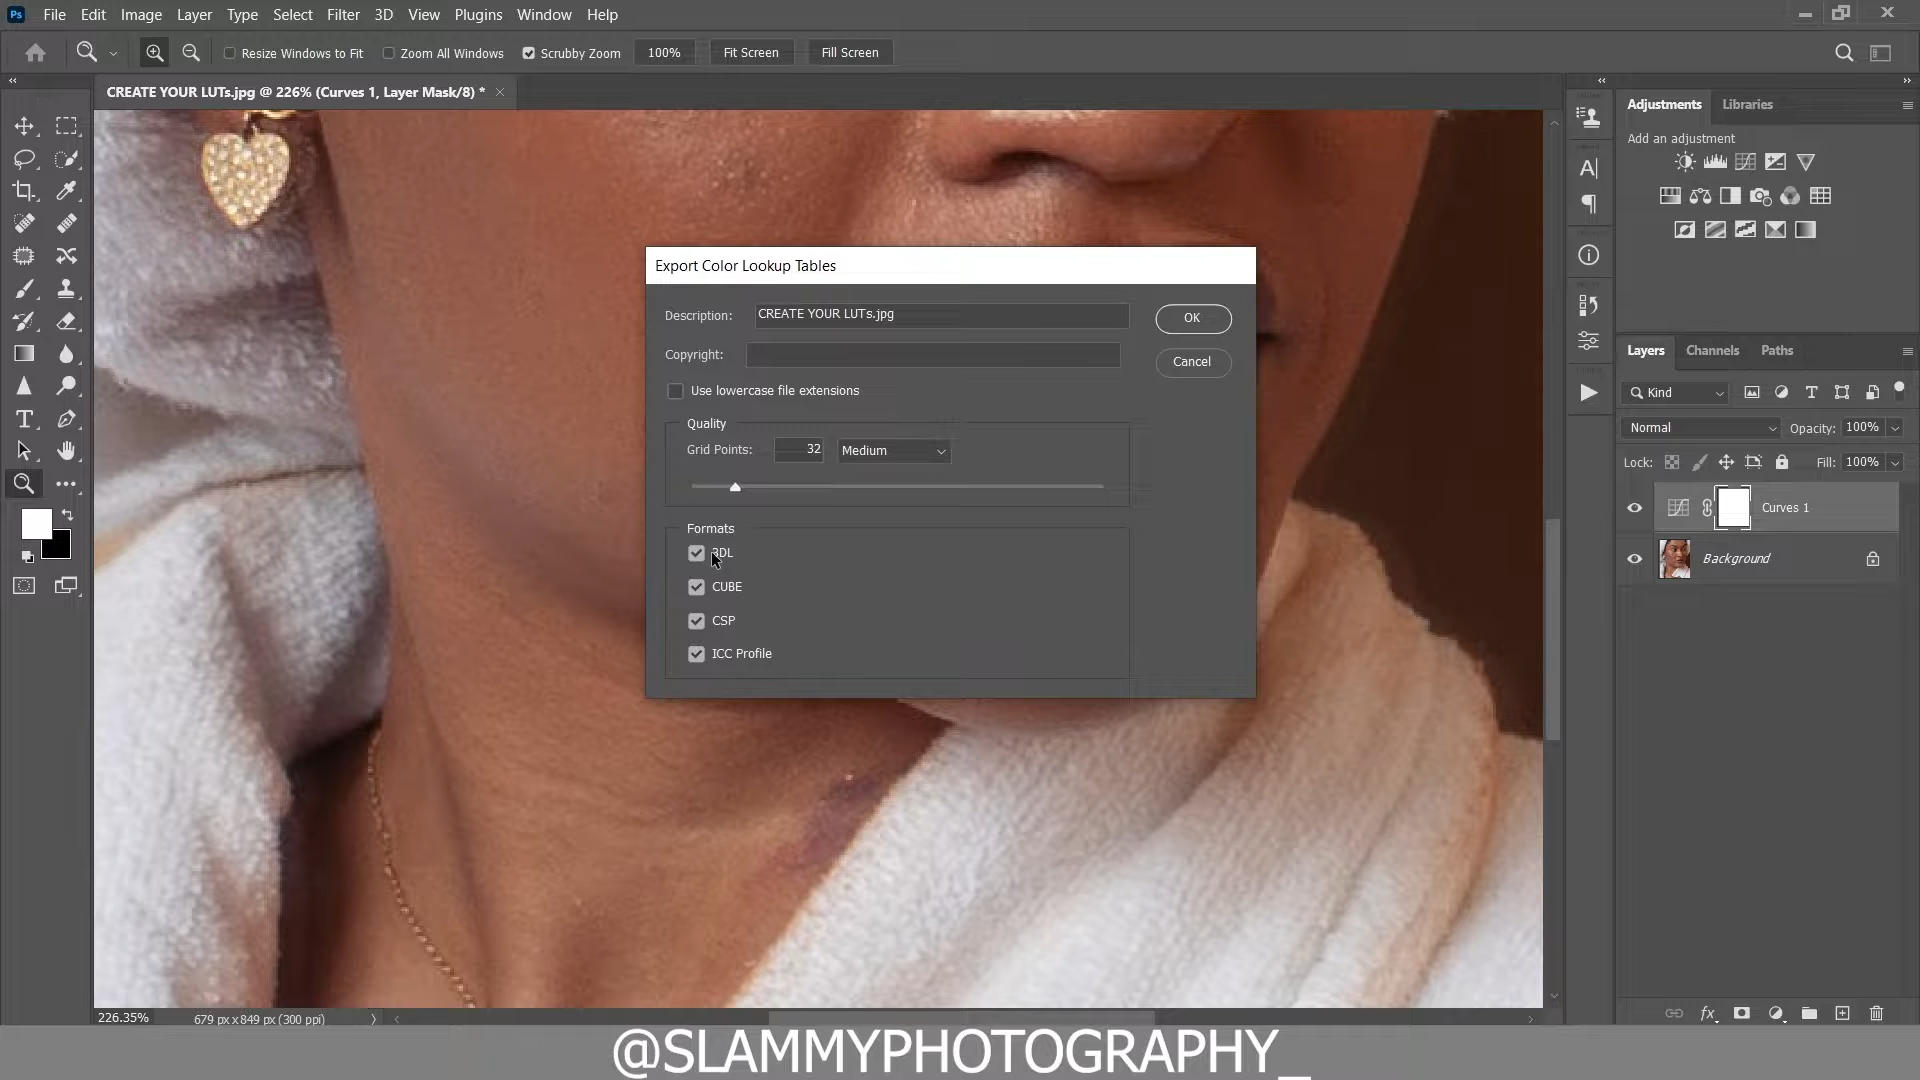 Ps File Edit Image Layer Type Select Filter 3D View Plugins Window Help
Resize Windows to Fit Zoom All Windows Scrubby Zoom 100% Fit Screen Fill Screen
CREATE YOUR LUTs.jpg @ 226% (Curves 1, Layer Mask/8) *
Adjustments Libraries
Add an adjustment
Export Color Lookup Tables
Description: CREATE YOUR LUTs.jpg OK
Copyright: Cancel
Use lowercase file extensions
Quality
Grid Points: 32 Medium
Formats
3DL
CUBE
CSP
ICC Profile
Layers Channels Paths
Kind
Normal Opacity: 100%
Lock: Fill: 100%
Curves 1
Background
226.35% 679 px x 849 px (300 ppi)
@SLAMMYPHOTOGRAPHY_